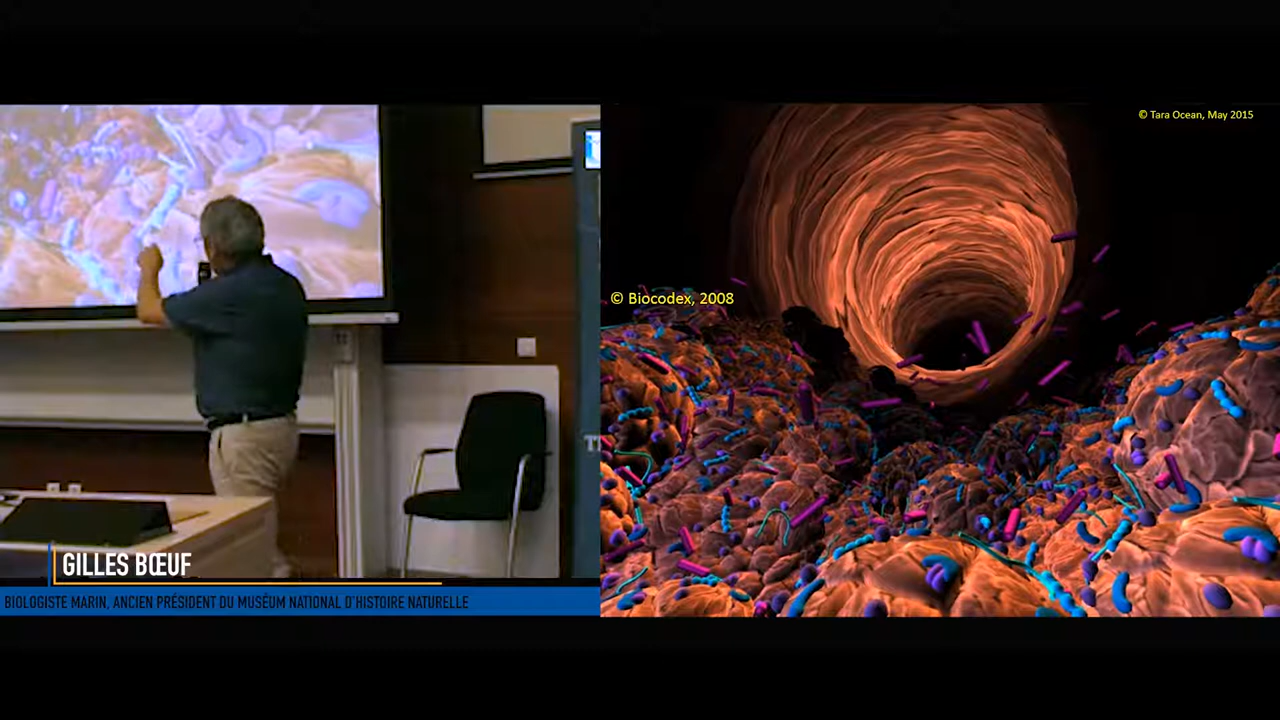 © Tara Ocean, May 2015
© Biocodex, 2008
GILLES BŒUF
BIOLOGISTE MARIN, ANCIEN PRÉSIDENT DU MUSÉUM NATIONAL D'HISTOIRE NATURELLE